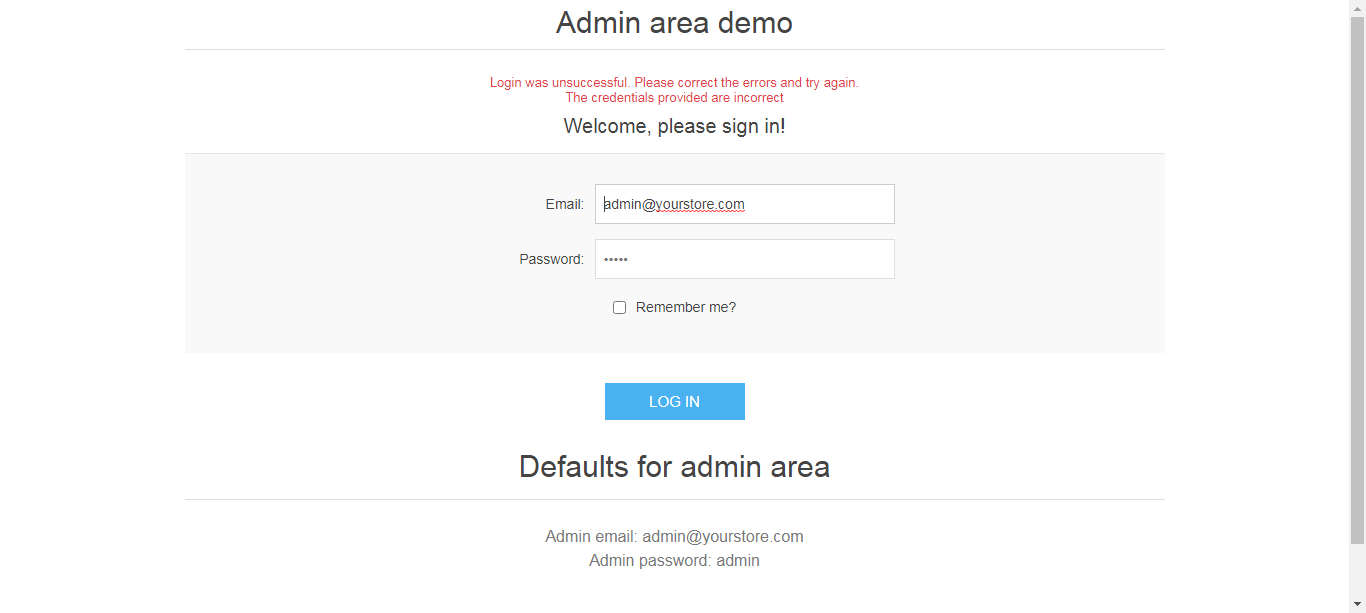 Admin area demo
Login was unsuccessful. Please correct the errors and try again.
The credentials provided are incorrect
Welcome, please sign in!
Email: admin@yourstore.com
Password: •••••
Remember me?
LOG IN
Defaults for admin area
Admin email: admin@yourstore.com
Admin password: admin